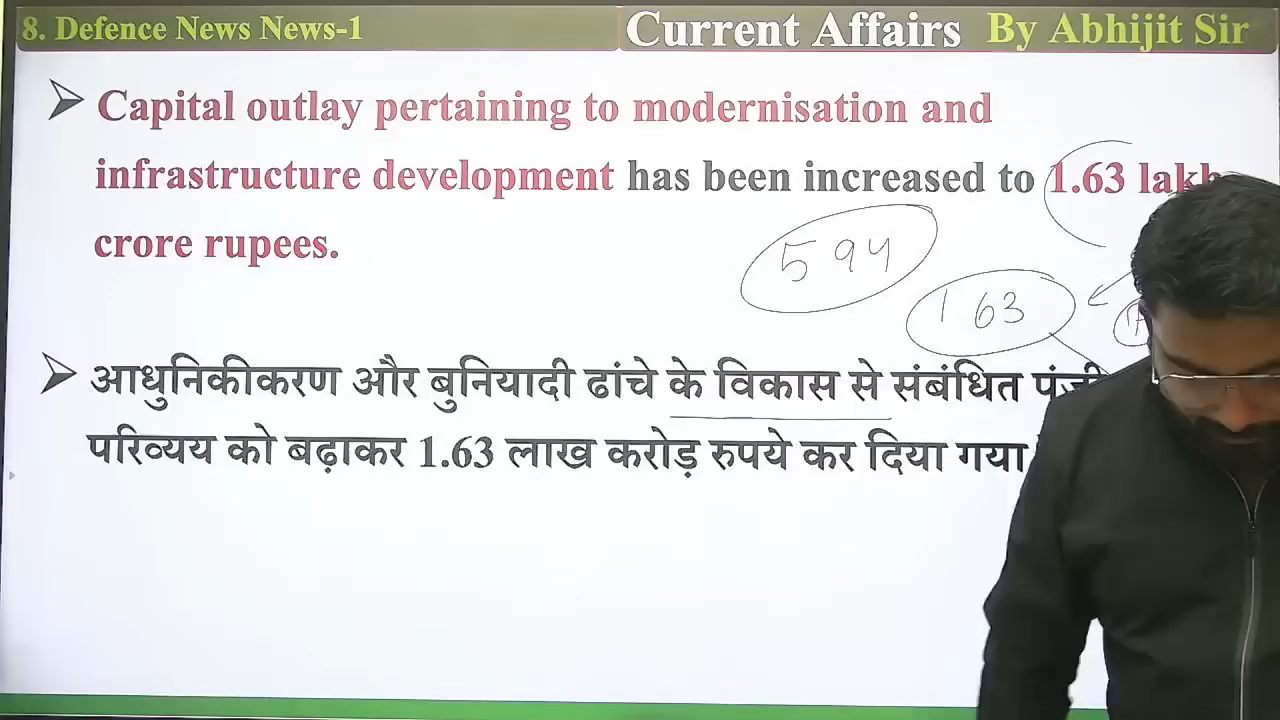 8. Defence News News-1
Current Affairs By Abhijit Sir
Capital outlay pertaining to modernisation and
infrastructure development has been increased to 1.63 lakh
crore rupees.
594
163
आधुनिकीकरण और बुनियादी ढांचे के विकास से संबंधित पूंजी
परिव्यय को बढ़ाकर 1.63 लाख करोड़ रुपये कर दिया गया